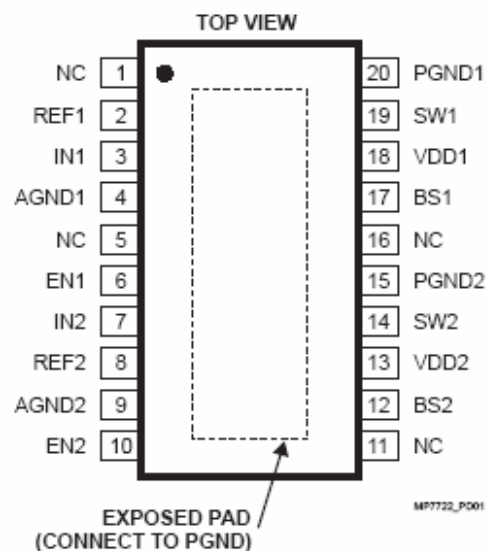 TOP VIEW
NC 1 20 PGND1
REF1 2 19 SW1
IN1 3 18 VDD1
AGND1 4 17 BS1
NC 5 16 NC
EN1 6 15 PGND2
IN2 7 14 SW2
REF2 8 13 VDD2
AGND2 9 12 BS2
EN2 10 11 NC
MP7722_PD01
EXPOSED PAD
(CONNECT TO PGND)